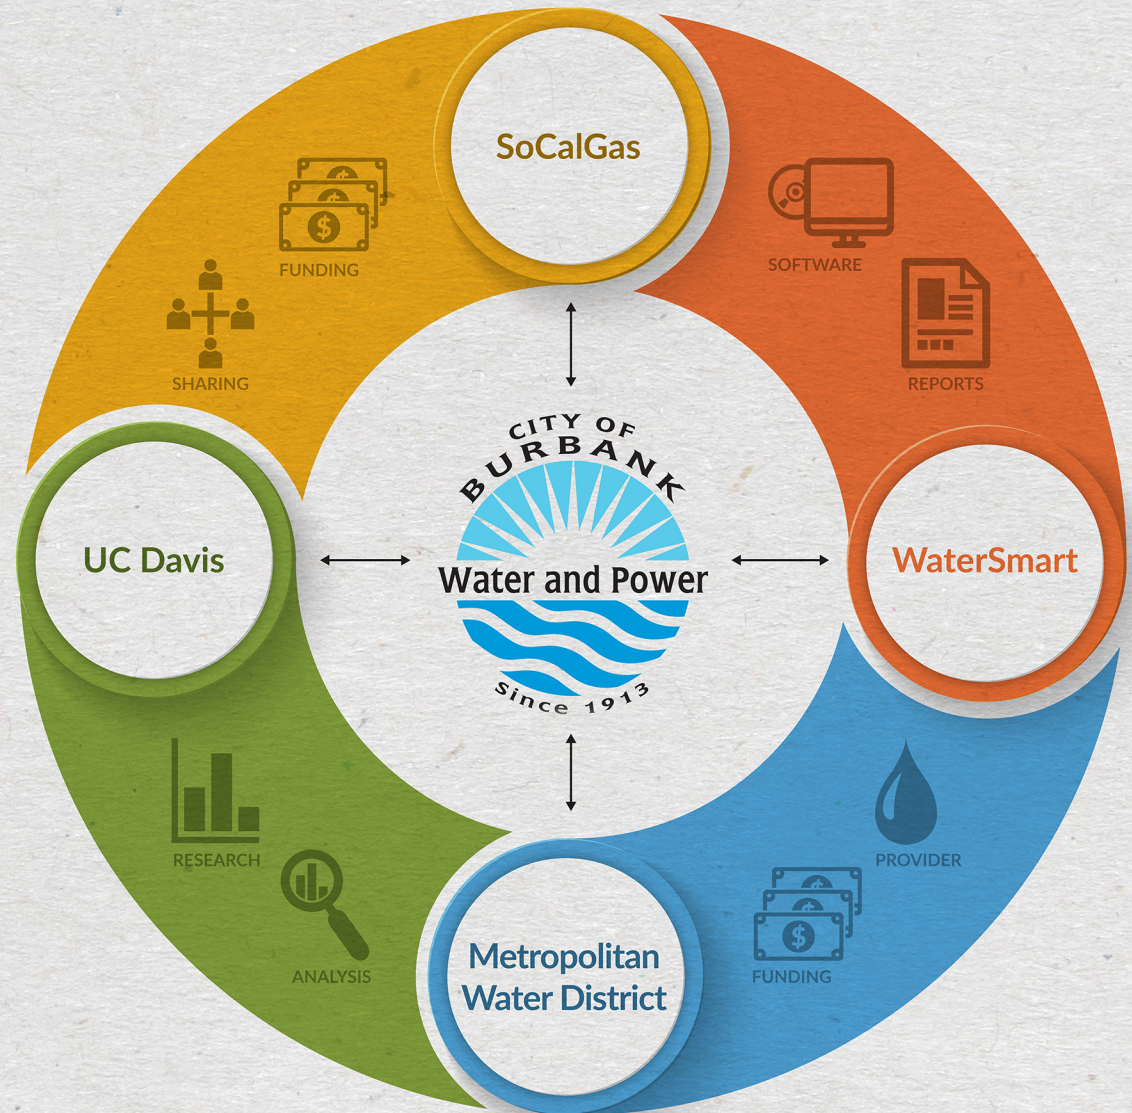 SoCalGas
FUNDING
SHARING
SOFTWARE
REPORTS
CITY OF
BURBANK
Water and Power
Since 1913
UC Davis
WaterSmart
RESEARCH
ANALYSIS
PROVIDER
FUNDING
Metropolitan
Water District